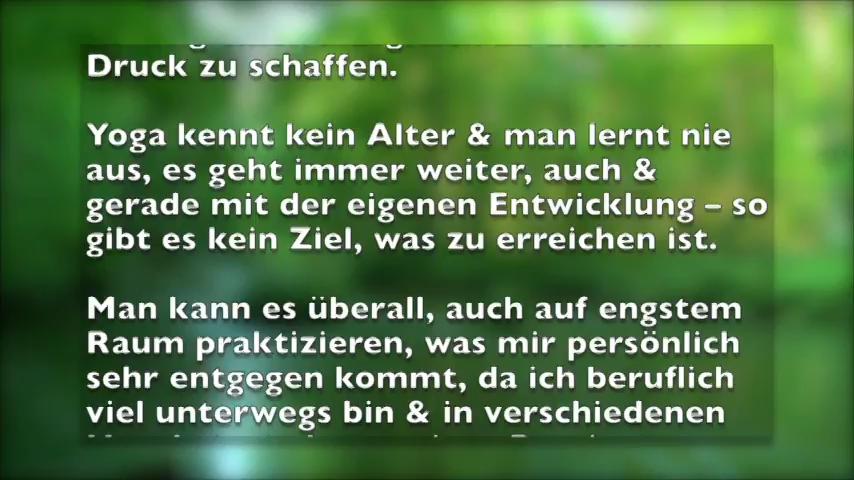 Druck zu schaffen.
Yoga kennt kein Alter & man lernt nie
aus, es geht immer weiter, auch &
gerade mit der eigenen Entwicklung – so
gibt es kein Ziel, was zu erreichen ist.
Man kann es überall, auch auf engstem
Raum praktizieren, was mir persönlich
sehr entgegen kommt, da ich beruflich
viel unterwegs bin & in verschiedenen